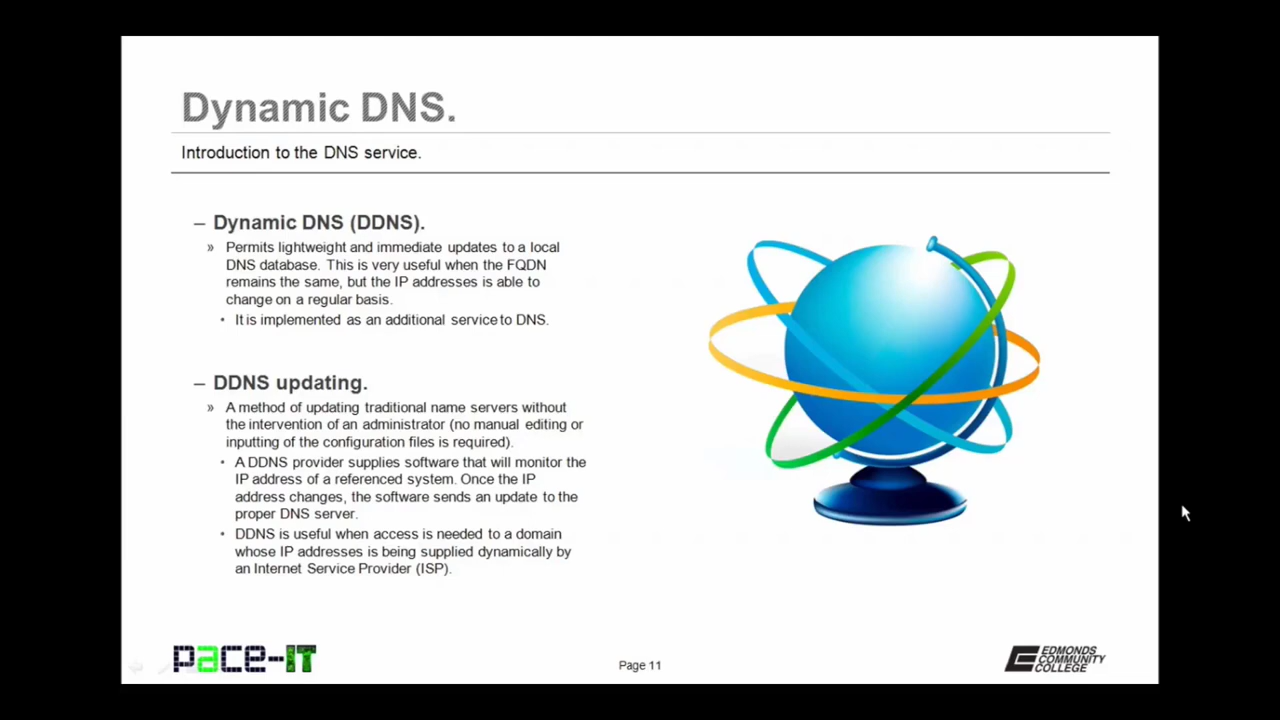 Dynamic DNS.
Introduction to the DNS service.
– Dynamic DNS (DDNS).
» Permits lightweight and immediate updates to a local
DNS database. This is very useful when the FQDN
remains the same, but the IP addresses is able to
change on a regular basis.
• It is implemented as an additional service to DNS.
– DDNS updating.
» A method of updating traditional name servers without
the intervention of an administrator (no manual editing or
inputting of the configuration files is required).
• A DDNS provider supplies software that will monitor the
IP address of a referenced system. Once the IP
address changes, the software sends an update to the
proper DNS server.
• DDNS is useful when access is needed to a domain
whose IP addresses is being supplied dynamically by
an Internet Service Provider (ISP).
pace-IT
Page 11
EDMONDS
COMMUNITY
COLLEGE